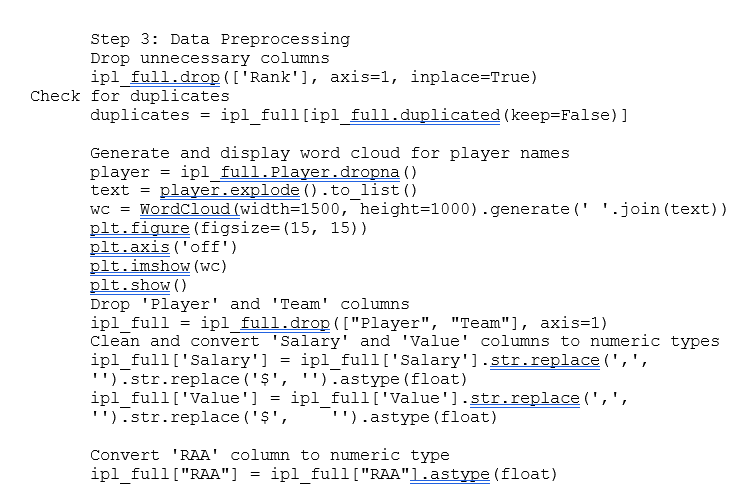 Step 3: Data Preprocessing
Drop unnecessary columns
ipl_full.drop(['Rank'], axis=1, inplace=True)
Check for duplicates
duplicates = ipl_full[ipl_full.duplicated(keep=False)]
Generate and display word cloud for player names
player = ipl_full.Player.dropna()
text = player.explode().to_list()
wc = WordCloud(width=1500, height=1000).generate(' '.join(text))
plt.figure(figsize=(15, 15))
plt.axis('off')
plt.imshow(wc)
plt.show()
Drop 'Player' and 'Team' columns
ipl_full = ipl_full.drop(["Player", "Team"], axis=1)
Clean and convert 'Salary' and 'Value' columns to numeric types
ipl_full['Salary'] = ipl_full['Salary'].str.replace(',',
'').str.replace('$', '').astype(float)
ipl_full['Value'] = ipl_full['Value'].str.replace(',',
'').str.replace('$', '').astype(float)
Convert 'RAA' column to numeric type
ipl_full["RAA"] = ipl_full["RAA"].astype(float)